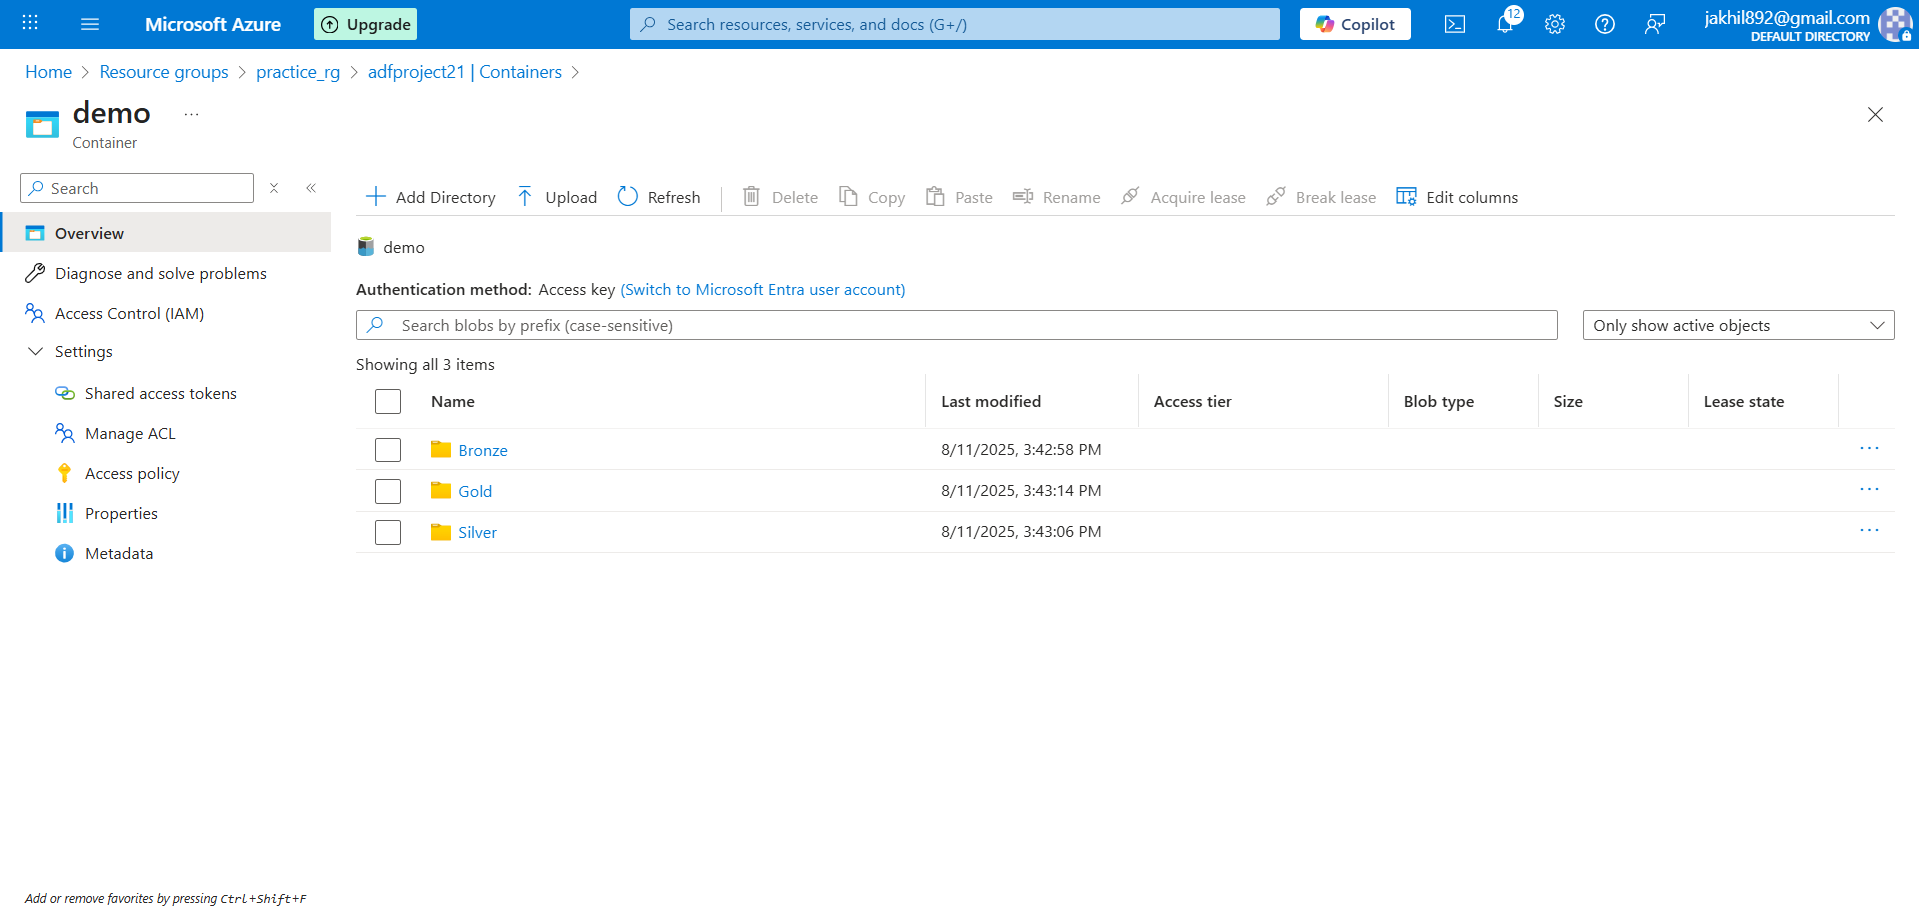 Microsoft Azure
Upgrade
Search resources, services, and docs (G+/)
Copilot
12
jakhil892@gmail.com
DEFAULT DIRECTORY
Home > Resource groups > practice_rg > adfproject21 | Containers >
demo ...
Container
Search
Overview
Diagnose and solve problems
Access Control (IAM)
Settings
Shared access tokens
Manage ACL
Access policy
Properties
Metadata
Add Directory Upload Refresh Delete Copy Paste Rename Acquire lease Break lease Edit columns
demo
Authentication method: Access key (Switch to Microsoft Entra user account)
Search blobs by prefix (case-sensitive)
Only show active objects
Showing all 3 items
Name Last modified Access tier Blob type Size Lease state
Bronze 8/11/2025, 3:42:58 PM ...
Gold 8/11/2025, 3:43:14 PM ...
Silver 8/11/2025, 3:43:06 PM ...
Add or remove favorites by pressing Ctrl+Shift+F